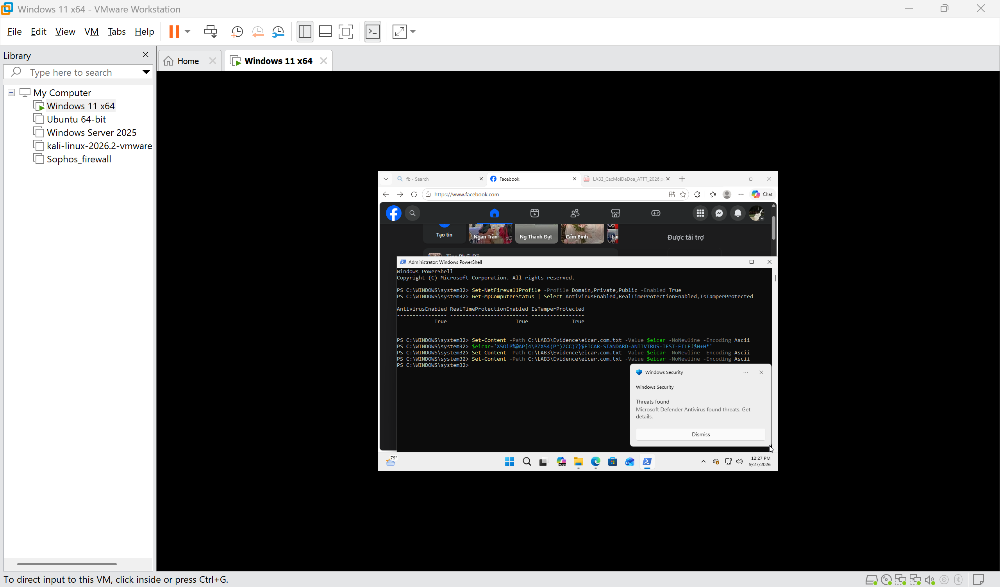 Windows 11 x64 - VMware Workstation
File Edit View VM Tabs Help
Library
Type here to search
My Computer
Windows 11 x64
Ubuntu 64-bit
Windows Server 2025
kali-linux-2026.2-vmware
Sophos_firewall
Home
Windows 11 x64
fb - Search
Facebook
LAB3_CacMoiDeDoa_ATTT_2026.p
https://www.facebook.com
Chat
Tạo tin
Ngân Trần
Ng Thành Đạt
Cẩm Bình
Lại
Được tài trợ
Administrator: Windows PowerShell
Windows PowerShell
Copyright (C) Microsoft Corporation. All rights reserved.
PS C:\WINDOWS\system32> Set-NetFirewallProfile -Profile Domain,Private,Public -Enabled True
PS C:\WINDOWS\system32> Get-MpComputerStatus | Select AntivirusEnabled,RealTimeProtectionEnabled,IsTamperProtected
AntivirusEnabled RealTimeProtectionEnabled IsTamperProtected
---------------- ------------------------- -----------------
True True True
PS C:\WINDOWS\system32> Set-Content -Path C:\LAB3\Evidence\eicar.com.txt -Value $eicar -NoNewline -Encoding Ascii
PS C:\WINDOWS\system32> $eicar='X5O!P%@AP[4\PZX54(P^)7CC)7}$EICAR-STANDARD-ANTIVIRUS-TEST-FILE!$H+H*'
PS C:\WINDOWS\system32> Set-Content -Path C:\LAB3\Evidence\eicar.com.txt -Value $eicar -NoNewline -Encoding Ascii
PS C:\WINDOWS\system32> Set-Content -Path C:\LAB3\Evidence\eicar.com.txt -Value $eicar -NoNewline -Encoding Ascii
PS C:\WINDOWS\system32>
Windows Security
Windows Security
Threats found
Microsoft Defender Antivirus found threats. Get
details.
Dismiss
79°
M365
12:27 PM
9/27/2026
To direct input to this VM, click inside or press Ctrl+G.